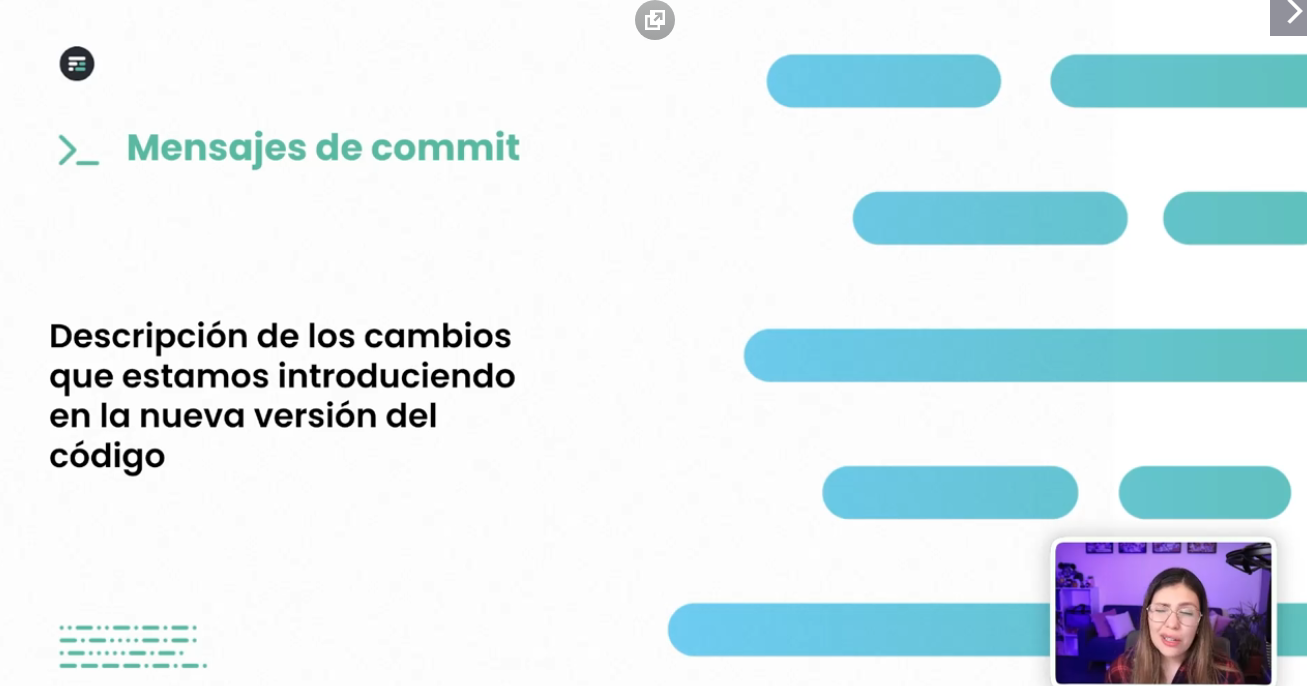 Mensajes de commit
Descripción de los cambios
que estamos introduciendo
en la nueva versión del
código